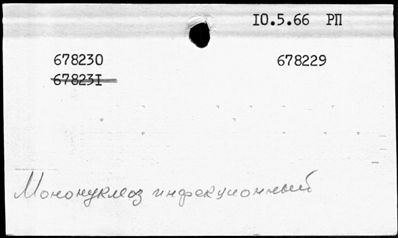 10.5.66 РП
678230 678229
678231
Мононуклеоз инфекционный